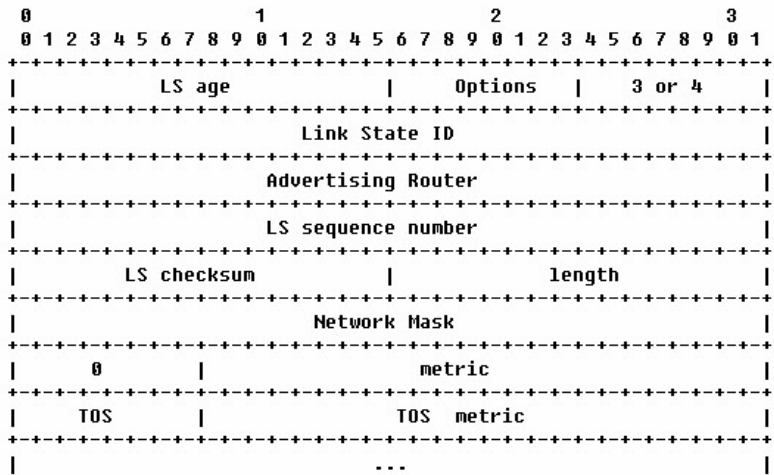 0                   1                   2                   3
0 1 2 3 4 5 6 7 8 9 0 1 2 3 4 5 6 7 8 9 0 1 2 3 4 5 6 7 8 9 0 1
+-+-+-+-+-+-+-+-+-+-+-+-+-+-+-+-+-+-+-+-+-+-+-+-+-+-+-+-+-+-+-+-+
| LS age | Options | 3 or 4 |
+-+-+-+-+-+-+-+-+-+-+-+-+-+-+-+-+-+-+-+-+-+-+-+-+-+-+-+-+-+-+-+-+
| Link State ID |
+-+-+-+-+-+-+-+-+-+-+-+-+-+-+-+-+-+-+-+-+-+-+-+-+-+-+-+-+-+-+-+-+
| Advertising Router |
+-+-+-+-+-+-+-+-+-+-+-+-+-+-+-+-+-+-+-+-+-+-+-+-+-+-+-+-+-+-+-+-+
| LS sequence number |
+-+-+-+-+-+-+-+-+-+-+-+-+-+-+-+-+-+-+-+-+-+-+-+-+-+-+-+-+-+-+-+-+
| LS checksum | length |
+-+-+-+-+-+-+-+-+-+-+-+-+-+-+-+-+-+-+-+-+-+-+-+-+-+-+-+-+-+-+-+-+
| Network Mask |
+-+-+-+-+-+-+-+-+-+-+-+-+-+-+-+-+-+-+-+-+-+-+-+-+-+-+-+-+-+-+-+-+
| 0 | metric |
+-+-+-+-+-+-+-+-+-+-+-+-+-+-+-+-+-+-+-+-+-+-+-+-+-+-+-+-+-+-+-+-+
| TOS | TOS  metric |
+-+-+-+-+-+-+-+-+-+-+-+-+-+-+-+-+-+-+-+-+-+-+-+-+-+-+-+-+-+-+-+-+
| ... |